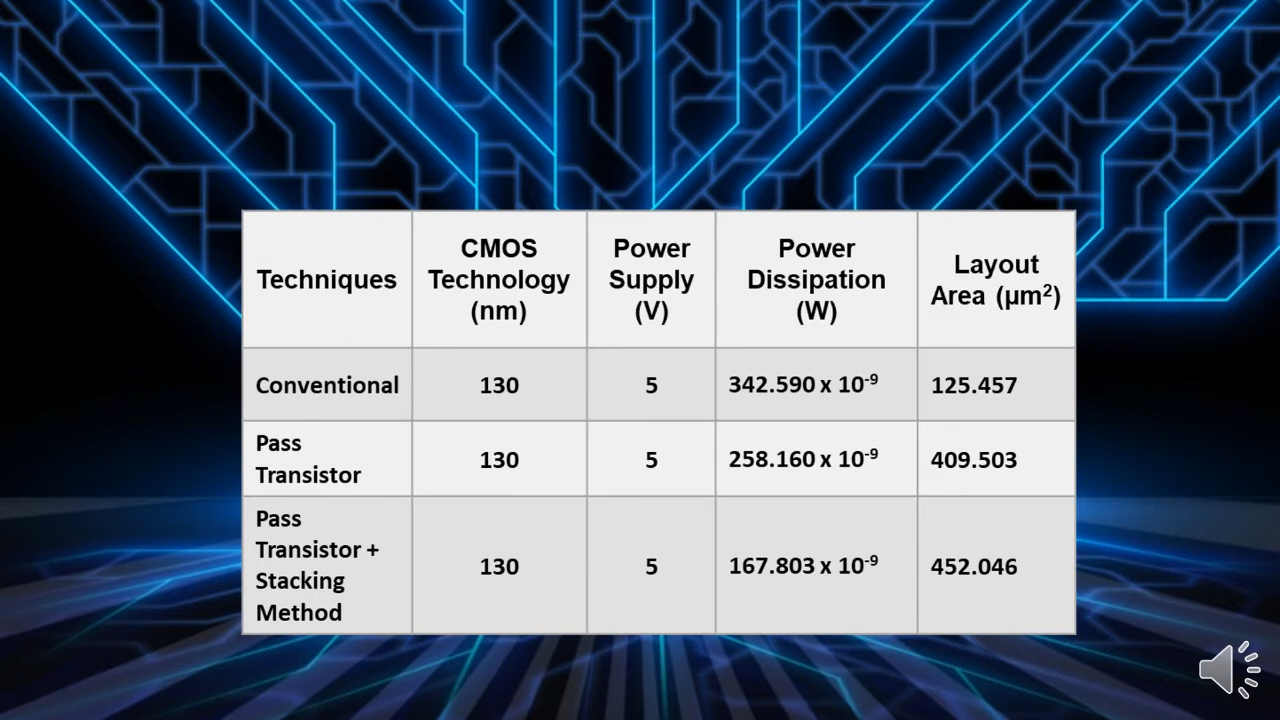 Techniques
CMOS
Technology
(nm)
Power
Supply
(V)
Power
Dissipation
(W)
Layout
Area (µm²)
Conventional
130
5
342.590 x 10⁻⁹
125.457
Pass
Transistor
130
5
258.160 x 10⁻⁹
409.503
Pass
Transistor +
Stacking
Method
130
5
167.803 x 10⁻⁹
452.046